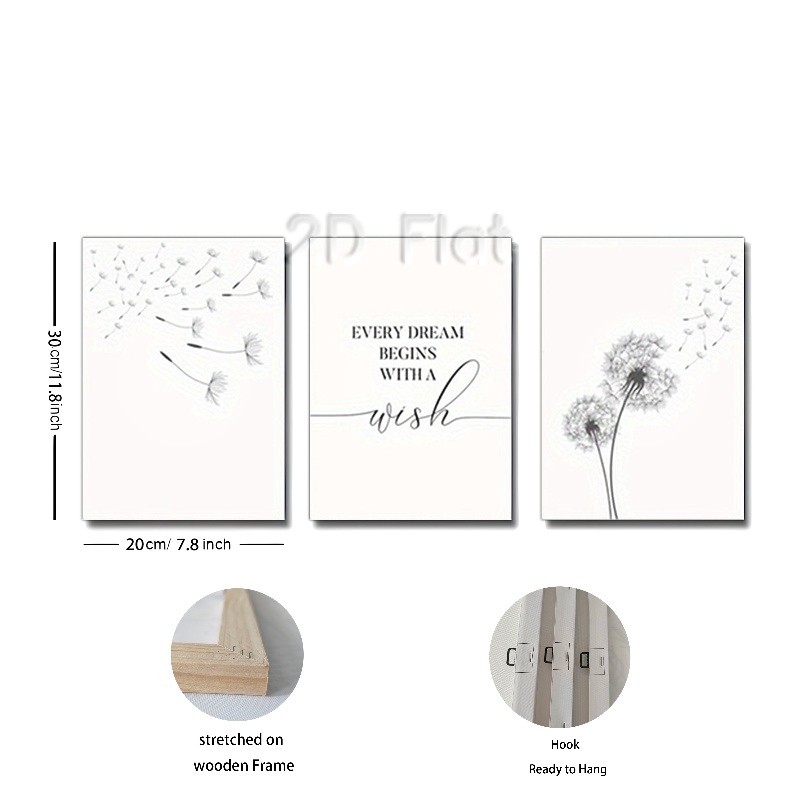 2D Flat
EVERY DREAM
BEGINS
WITH A
wish
30cm/11.8inch
20cm/ 7.8 inch
stretched on
wooden Frame
Hook
Ready to Hang